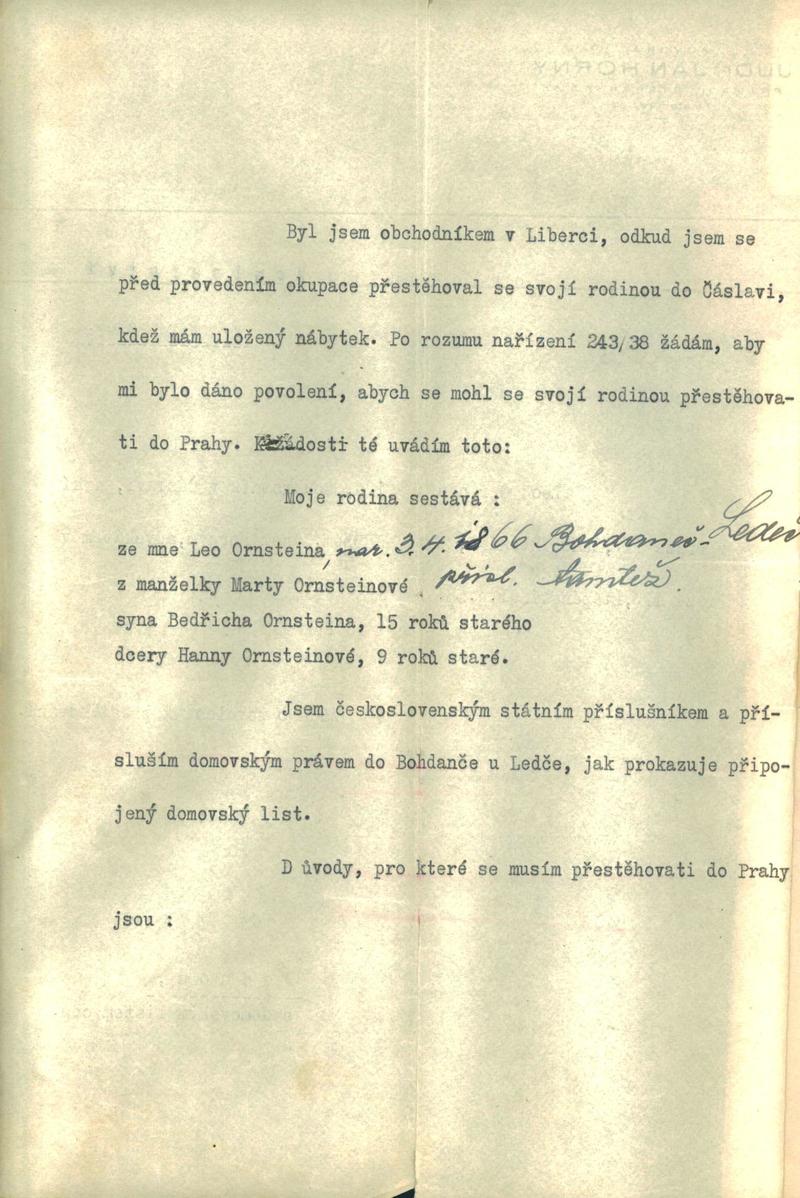 Byl jsem obchodníkem v Liberci, odkud jsem se
před provedením okupace přestěhoval se svojí rodinou do Čáslavi,
kdež mám uložený nábytek. Po rozumu nařízení 243/38 žádám, aby
mi bylo dáno povolení, abych se mohl se svojí rodinou přestěhova-
ti do Prahy. K žádosti té uvádím toto:
Moje rodina sestává :
ze mne Leo Ornsteina, nar. 3.4.1866 Bohdaneč-Ledeč
z manželky Marty Ornsteinové přísl. tamtéž.
syna Bedřicha Ornsteina, 15 roků starého
dcery Hanny Ornsteinové, 9 roků staré.
Jsem československým státním příslušníkem a pří-
sluším domovským právem do Bohdanče u Ledče, jak prokazuje připo-
jený domovský list.
D ůvody, pro které se musím přestěhovati do Prahy
jsou :